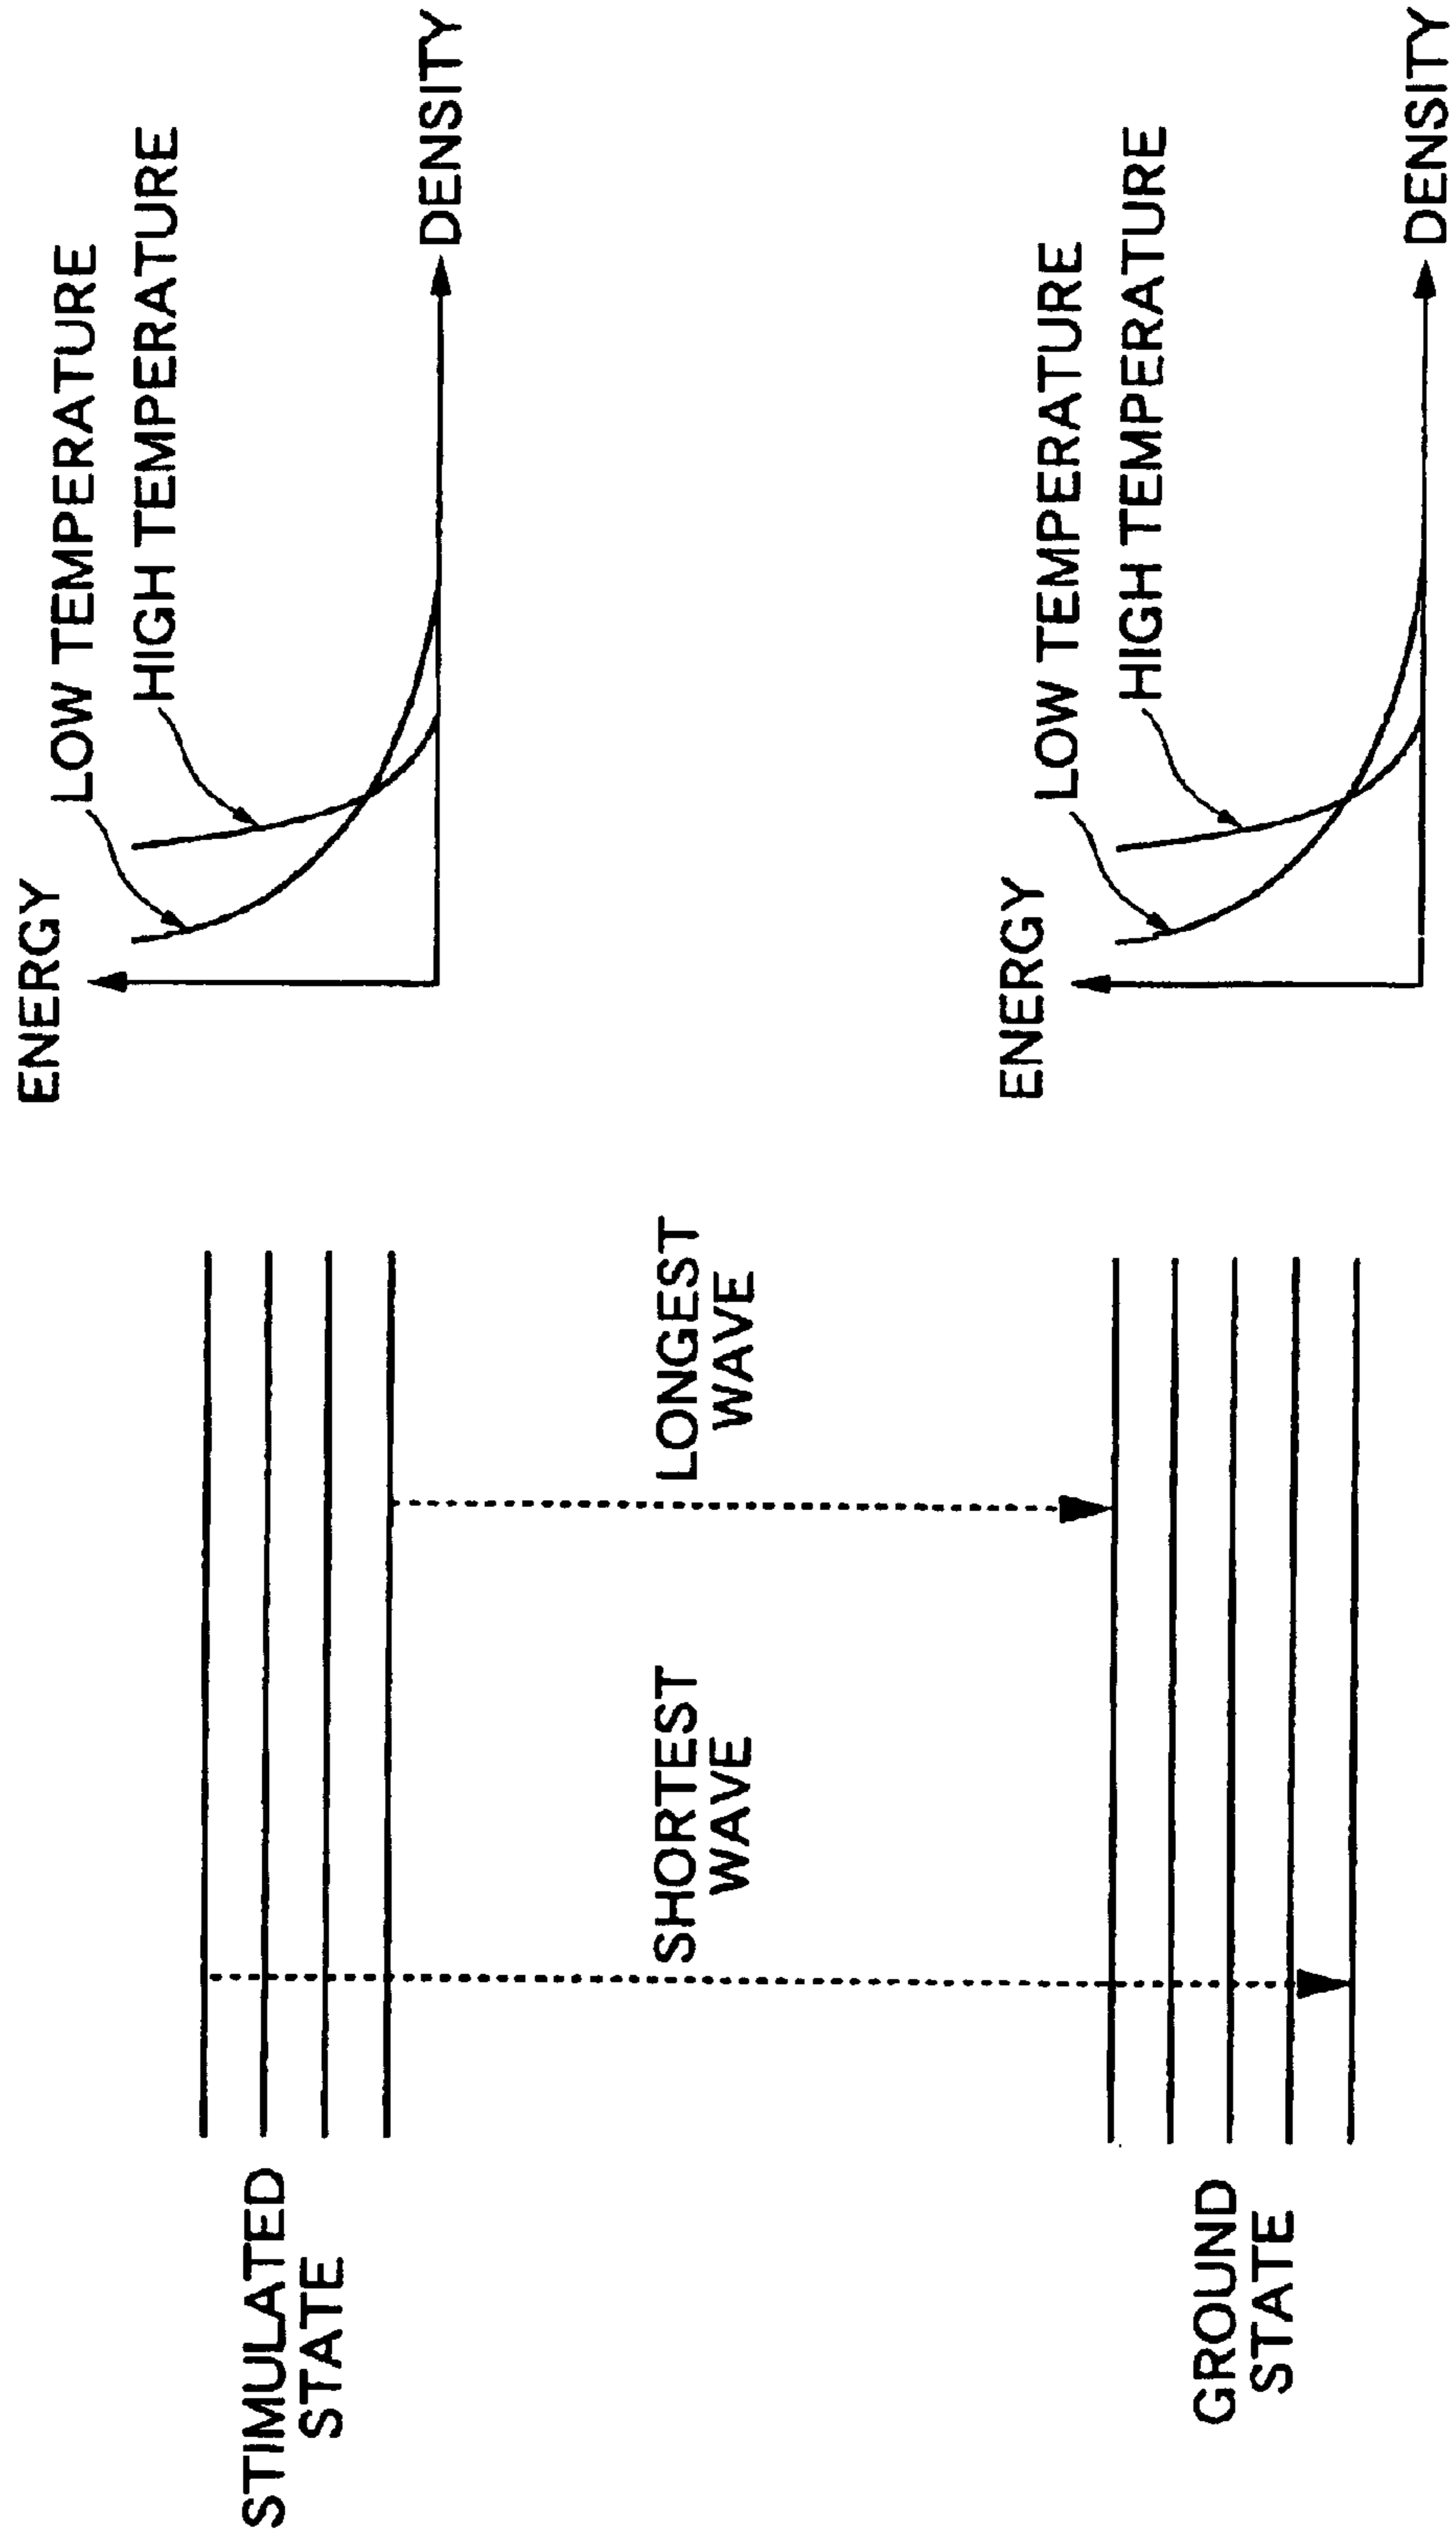 STIMULATED
STATE
SHORTEST
WAVE
LONGEST
WAVE
GROUND
STATE
ENERGY
LOW TEMPERATURE
HIGH TEMPERATURE
DENSITY
ENERGY
LOW TEMPERATURE
HIGH TEMPERATURE
DENSITY